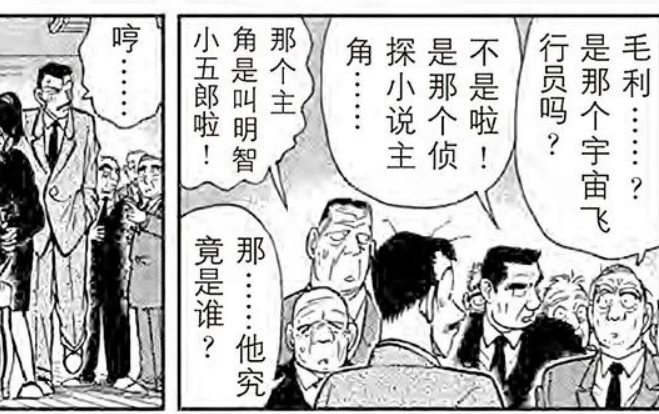 毛利……？
是那个宇宙飞
行员吗？
不是啦！
是那个侦
探小说主
角……
那个主
角是叫明智
小五郎啦！
那……他究
竟是谁？
哼……